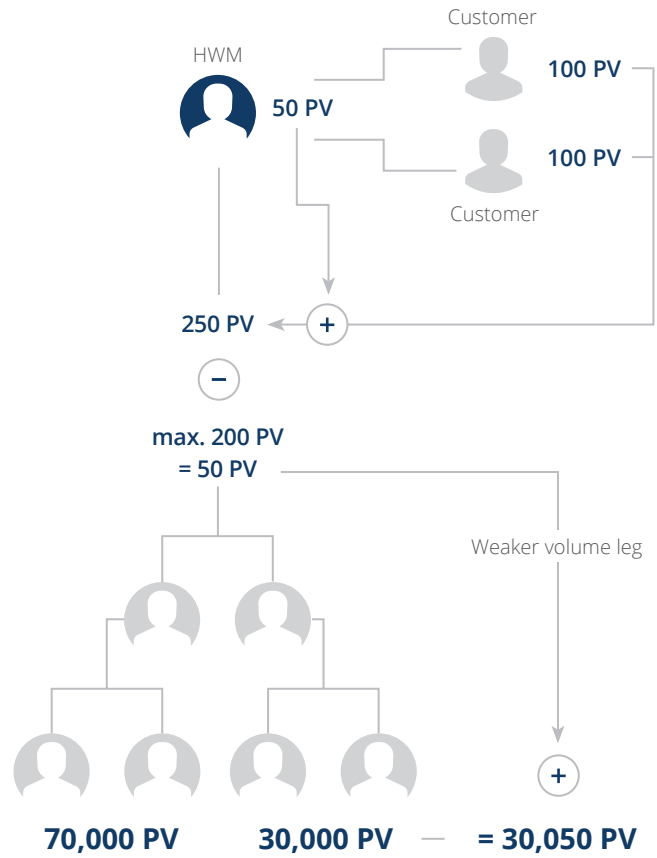 Customer
HWM
100 PV
50 PV
100 PV
Customer
250 PV
+
−
max. 200 PV
= 50 PV
Weaker volume leg
+
70,000 PV 30,000 PV — = 30,050 PV